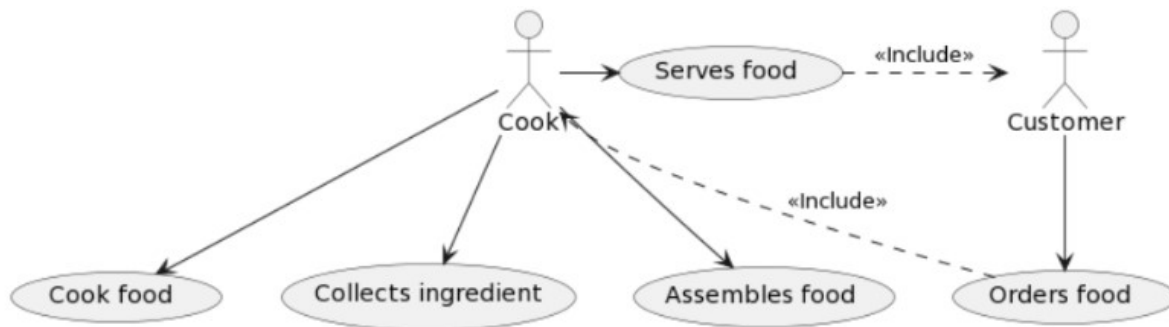 Serves food
«Include»
Cook
Customer
«Include»
Cook food
Collects ingredient
Assembles food
Orders food